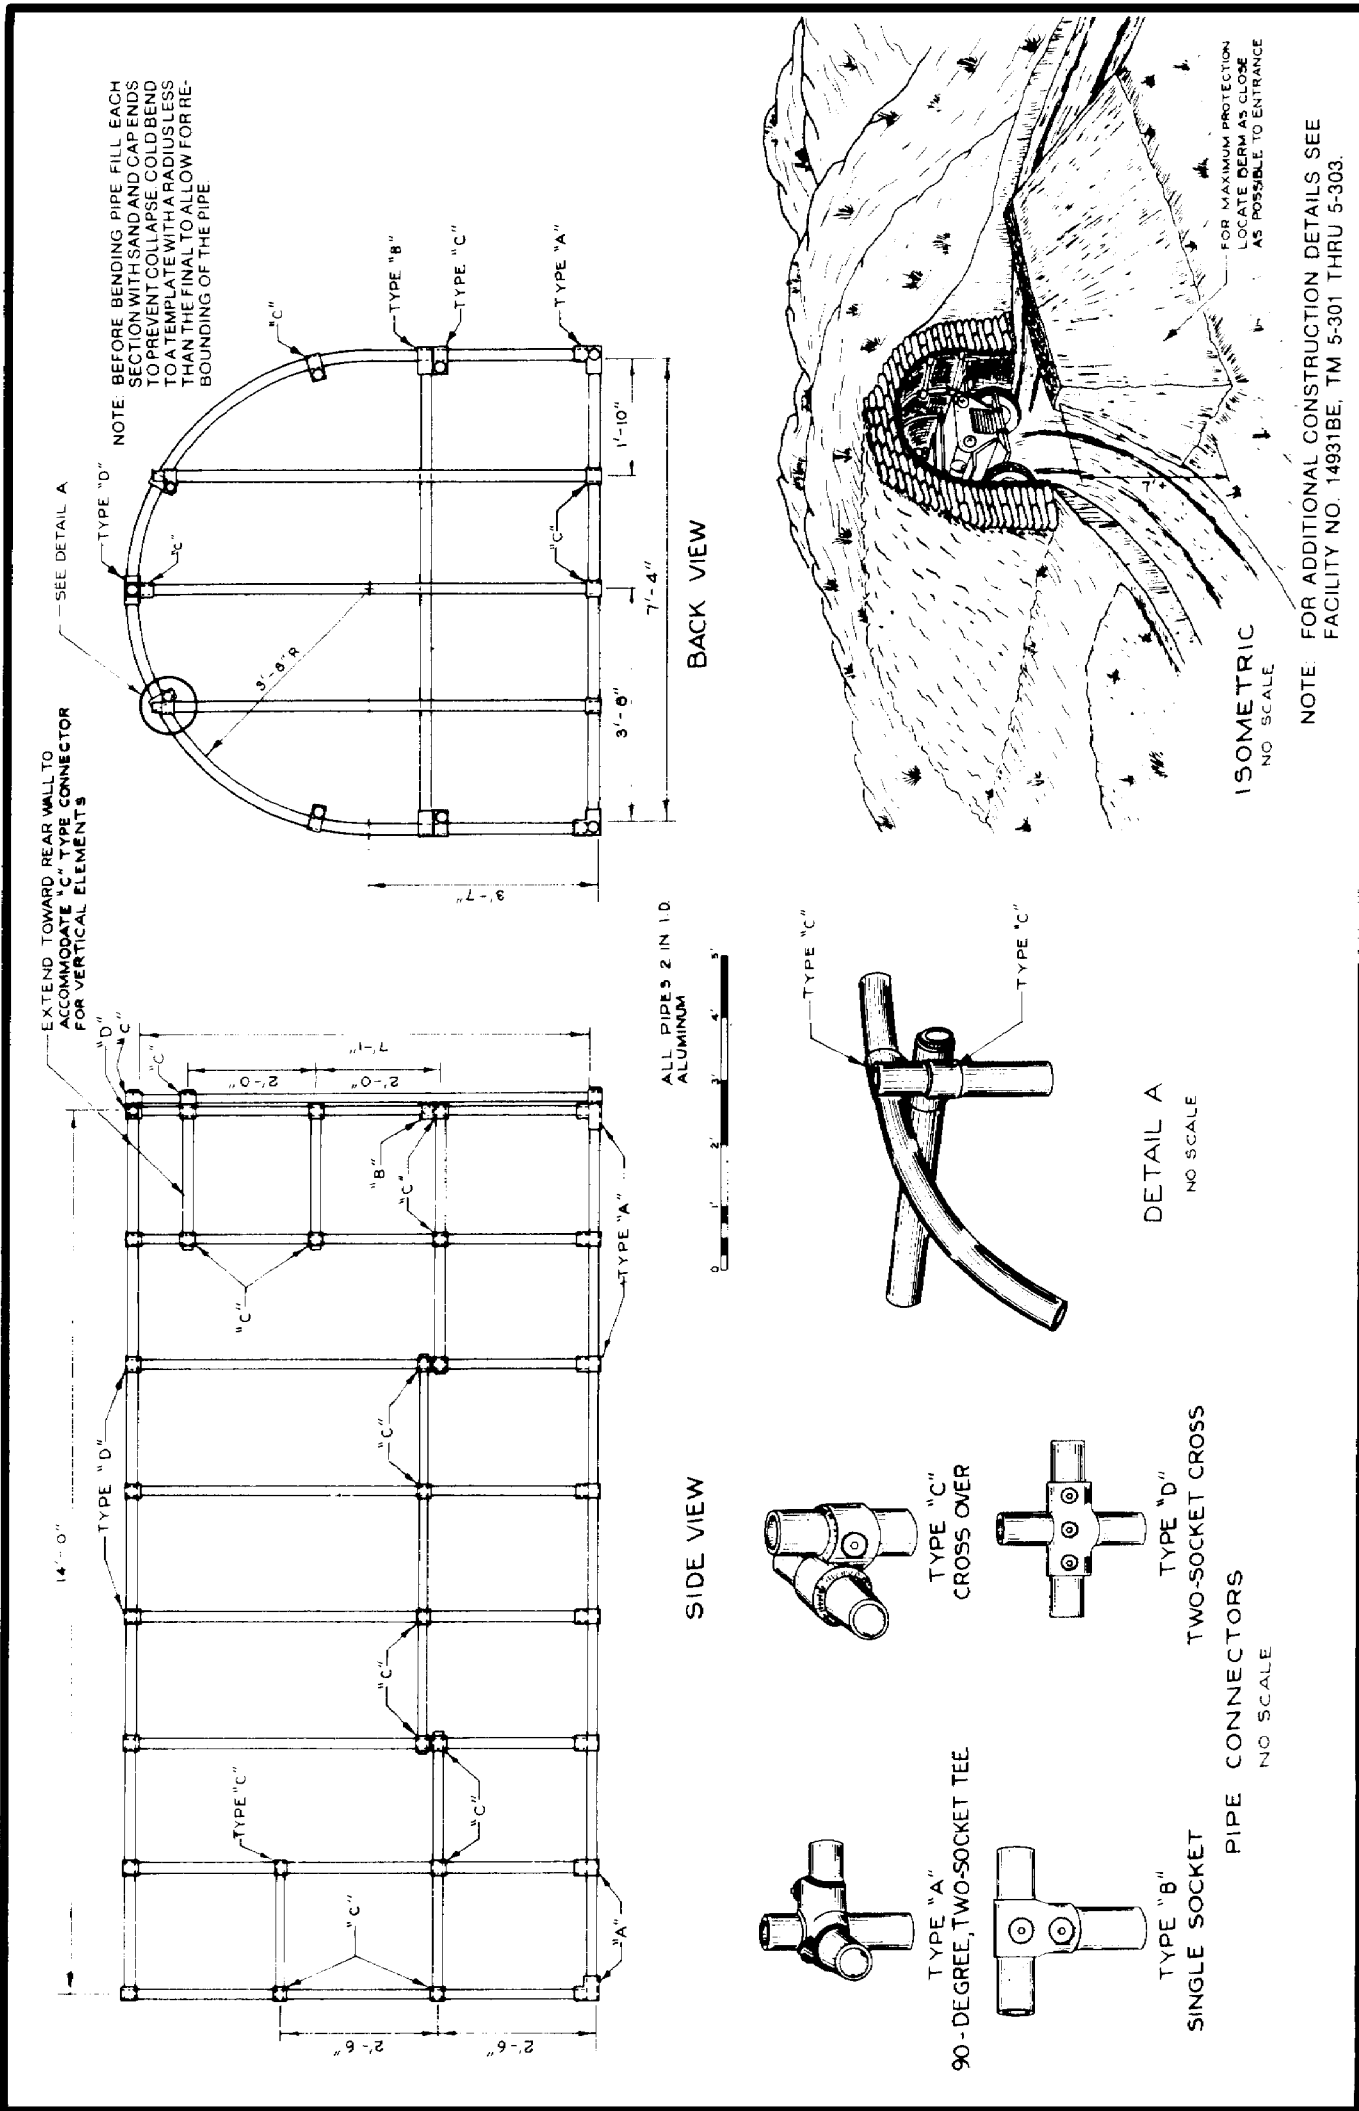 EXTEND TOWARD REAR WALL TO
ACCOMMODATE "C" TYPE CONNECTOR
FOR VERTICAL ELEMENTS
14'-0"
"D"
"C"
"C"
TYPE "D"
7'-1"
2'-0"
2'-0"
"C"
"B"
"C"
TYPE "C"
"C"
"C"
"C"
"C"
2'-6"
2'-6"
"A"
TYPE "A"
SIDE VIEW
ALL PIPES 2 IN I.D.
ALUMINUM
0 1' 2' 3' 4' 5'
SEE DETAIL A
TYPE "D"
"C"
NOTE: BEFORE BENDING PIPE FILL EACH
SECTION WITH SAND AND CAP ENDS
TO PREVENT COLLAPSE. COLD BEND
TO A TEMPLATE WITH A RADIUS LESS
THAN THE FINAL TO ALLOW FOR RE-
BOUNDING OF THE PIPE.
"C"
TYPE "B"
TYPE "C"
TYPE "A"
3'-8" R
3'-7"
"C"
3'-8"
1'-10"
7'-4"
BACK VIEW
TYPE "A"
90-DEGREE, TWO-SOCKET TEE
TYPE "C"
CROSS OVER
TYPE "B"
SINGLE SOCKET
TYPE "D"
TWO-SOCKET CROSS
PIPE CONNECTORS
NO SCALE
TYPE "C"
TYPE "C"
DETAIL A
NO SCALE
7'±
FOR MAXIMUM PROTECTION
LOCATE BERM AS CLOSE
AS POSSIBLE TO ENTRANCE
ISOMETRIC
NO SCALE
NOTE: FOR ADDITIONAL CONSTRUCTION DETAILS SEE
FACILITY NO. 14931BE, TM 5-301 THRU 5-303.